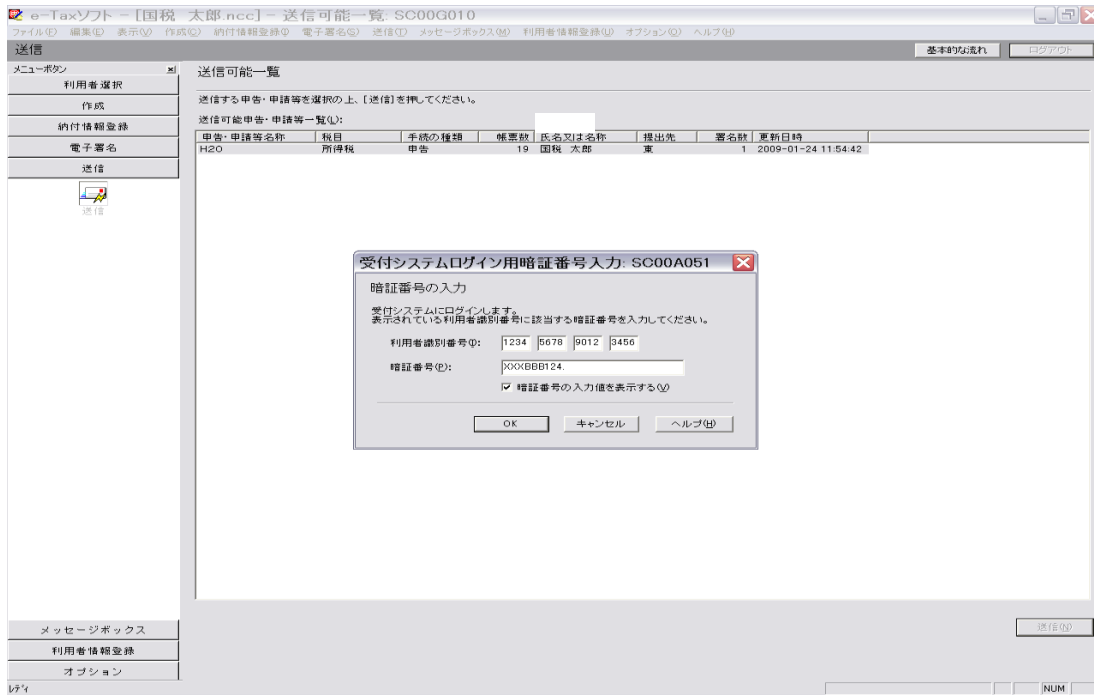 e-Taxソフト - [国税 太郎.ncc] - 送信可能一覧: SC00G010
ファイル(F) 編集(E) 表示(V) 作成(C) 納付情報登録(I) 電子署名(S) 送信(T) メッセージボックス(M) 利用者情報登録(U) オプション(O) ヘルプ(H)
送信 基本的な流れ ログアウト
メニューボタン
利用者選択
作成
納付情報登録
電子署名
送信
送信
送信可能一覧
送信する申告・申請等を選択の上、[送信]を押してください。
送信可能申告・申請等一覧(L):
申告・申請等名称 税目 手続の種類 帳票数 氏名又は名称 提出先 署名数 更新日時
H20 所得税 申告 19 国税 太郎 東 1 2009-01-24 11:54:42
受付システムログイン用暗証番号入力: SC00A051
暗証番号の入力
受付システムにログインします。
表示されている利用者識別番号に該当する暗証番号を入力してください。
利用者識別番号(I): 1234 5678 9012 3456
暗証番号(P): XXXBBB124.
暗証番号の入力値を表示する(V)
OK キャンセル ヘルプ(H)
送信(N)
メッセージボックス
利用者情報登録
オプション
レディ NUM